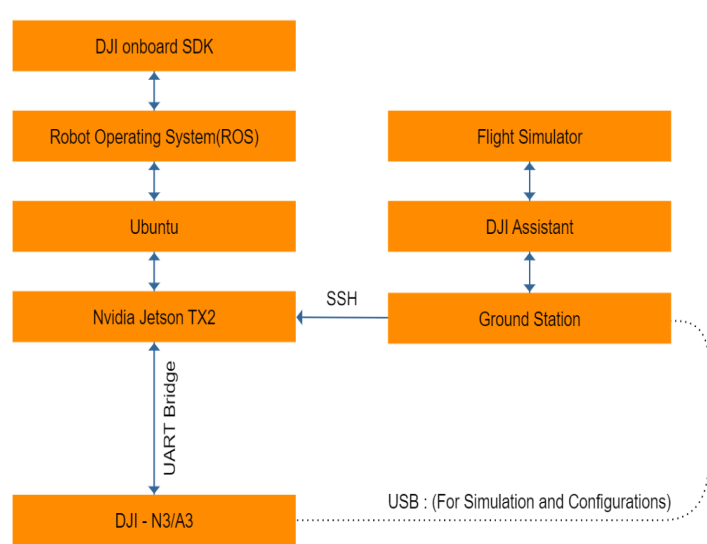 DJI onboard SDK
Robot Operating System(ROS)
Flight Simulator
Ubuntu
DJI Assistant
SSH
Nvidia Jetson TX2
Ground Station
UART Bridge
USB : (For Simulation and Configurations)
DJI - N3/A3